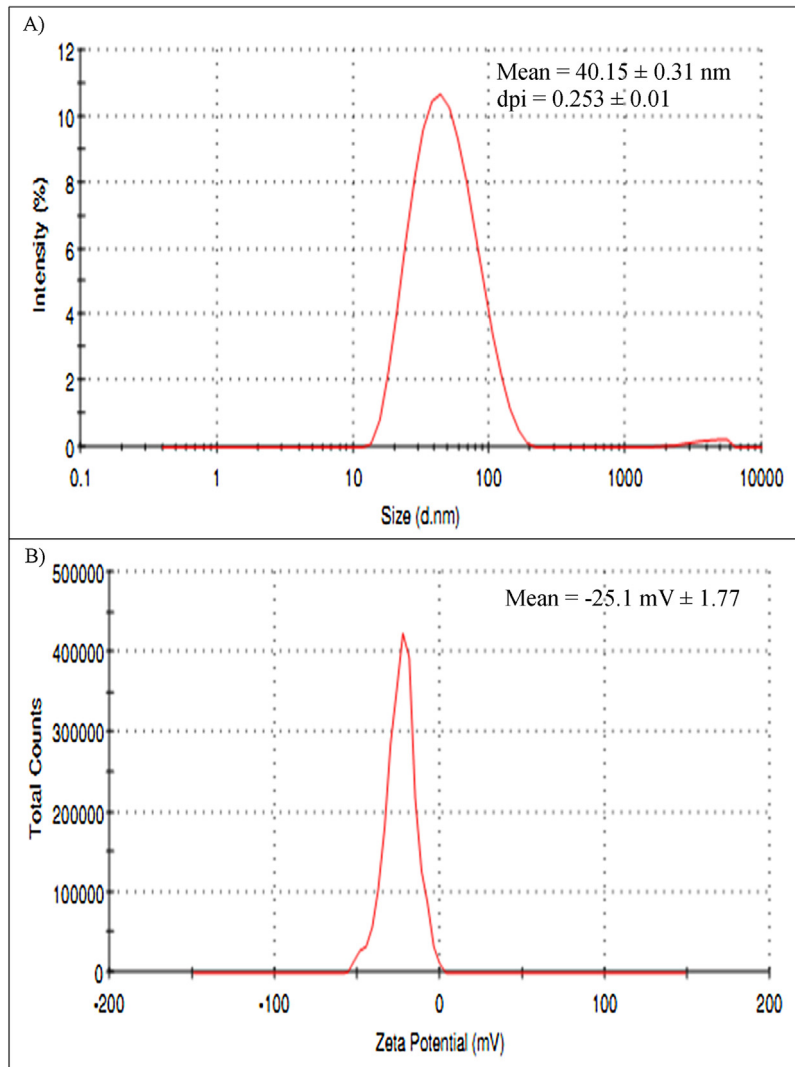 A)
Mean = 40.15 ± 0.31 nm
dpi = 0.253 ± 0.01
Intensity (%)
12
10
8
6
4
2
0
0.1 1 10 100 1000 10000
Size (d.nm)
B)
Mean = -25.1 mV ± 1.77
Total Counts
500000
400000
300000
200000
100000
0
-200 -100 0 100 200
Zeta Potential (mV)